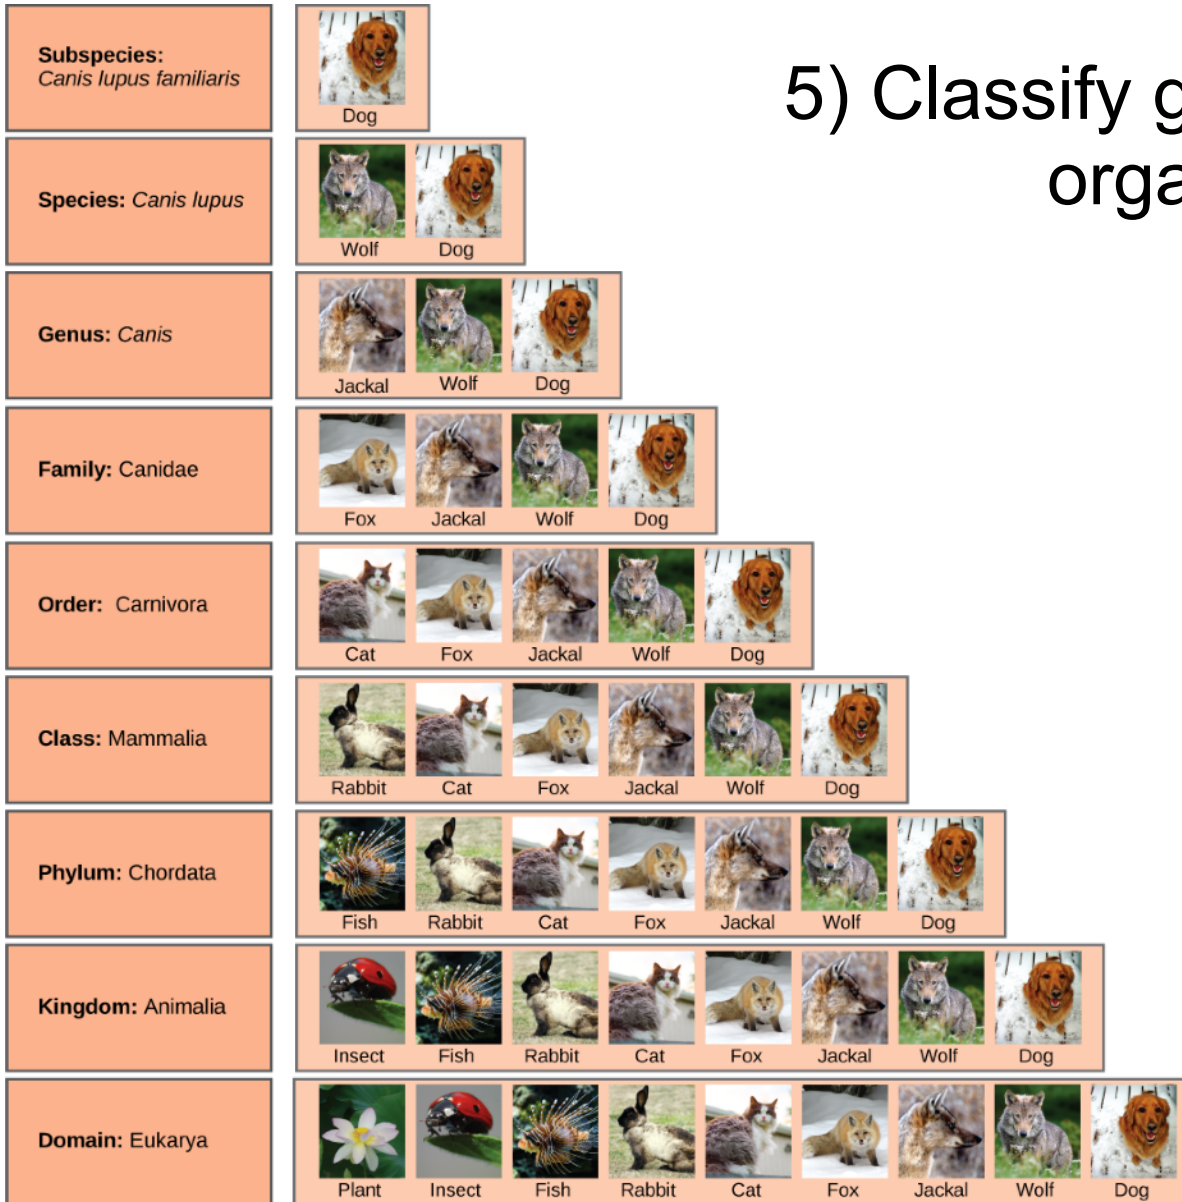 5) Classify g
orga
Subspecies:
Canis lupus familiaris
Dog
Species: Canis lupus
Wolf Dog
Genus: Canis
Jackal Wolf Dog
Family: Canidae
Fox Jackal Wolf Dog
Order: Carnivora
Cat Fox Jackal Wolf Dog
Class: Mammalia
Rabbit Cat Fox Jackal Wolf Dog
Phylum: Chordata
Fish Rabbit Cat Fox Jackal Wolf Dog
Kingdom: Animalia
Insect Fish Rabbit Cat Fox Jackal Wolf Dog
Domain: Eukarya
Plant Insect Fish Rabbit Cat Fox Jackal Wolf Dog